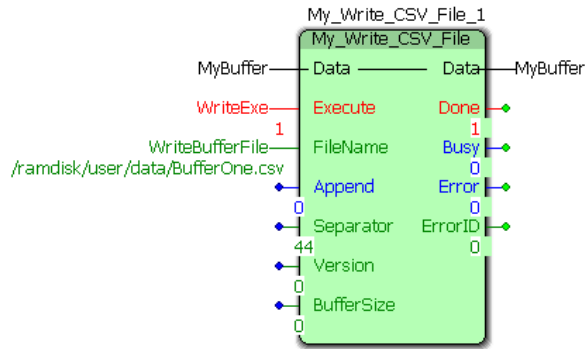 My_Write_CSV_File_1
My_Write_CSV_File
MyBuffer Data Data MyBuffer
WriteExe Execute Done
1 1
WriteBufferFile FileName Busy
/ramdisk/user/data/BufferOne.csv 0
Append Error
0 0
Separator ErrorID
44 0
Version
0
BufferSize
0